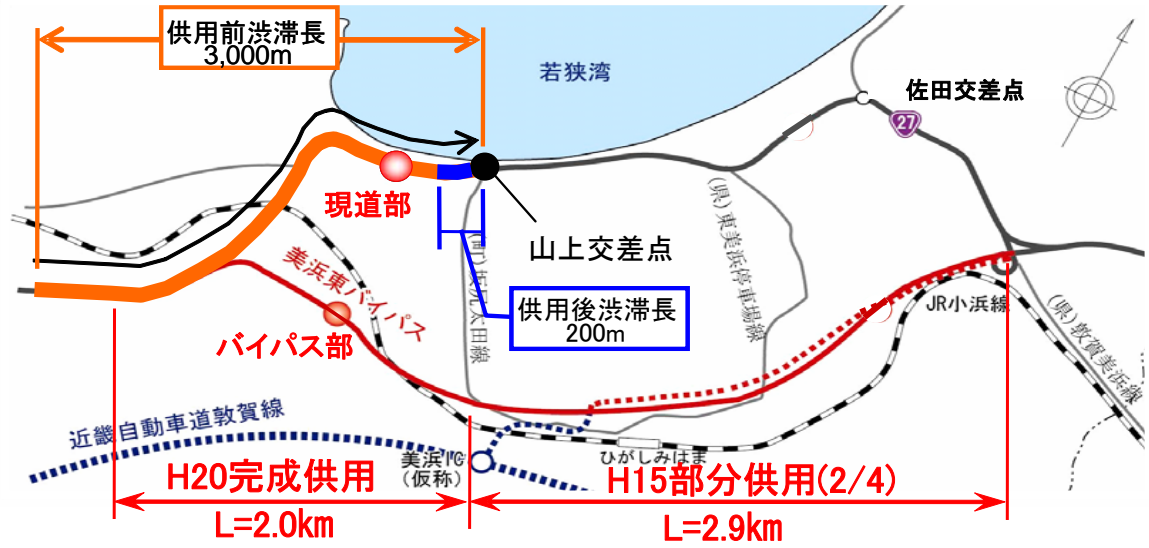 供用前渋滞長
3,000m
若狭湾
佐田交差点
27
現道部
山上交差点
(県)東美浜停車場線
美浜東バイパス
供用後渋滞長
200m
バイパス部
JR小浜線
(県)敦賀美浜線
近畿自動車道敦賀線
美浜IC
(仮称)
ひがしみはま
H20完成供用
H15部分供用(2/4)
L=2.0km
L=2.9km